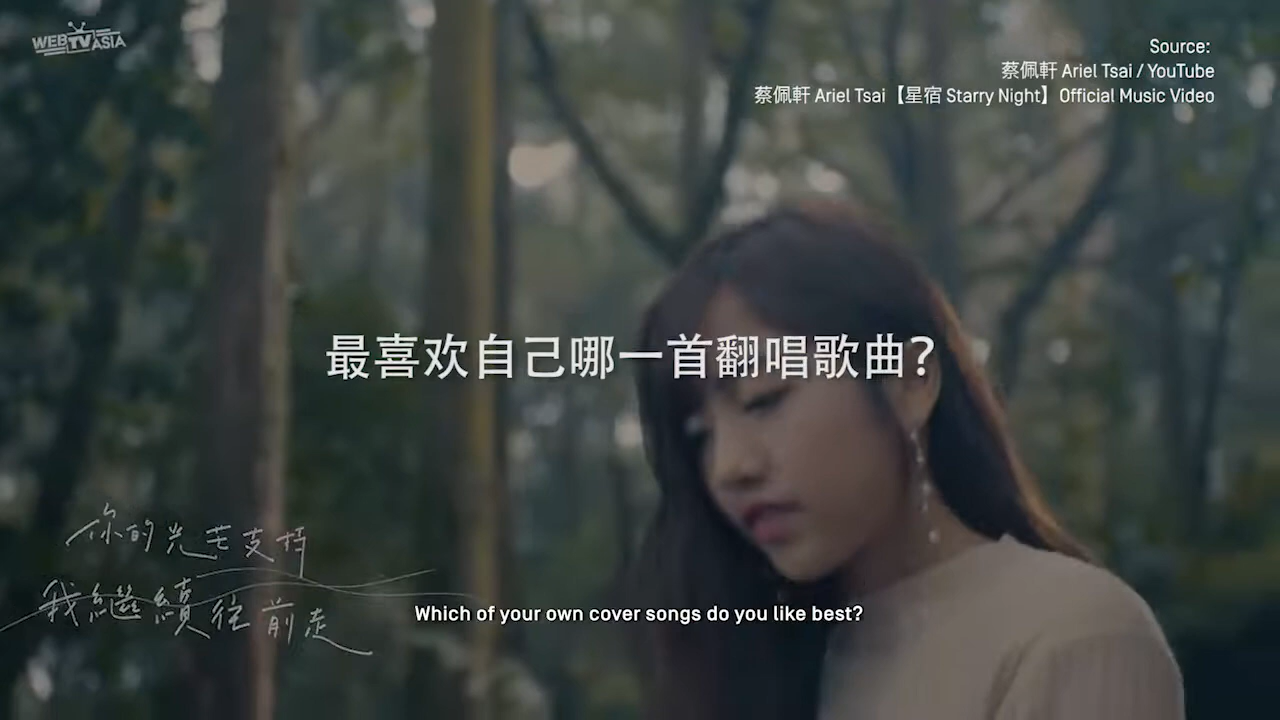 WEBTVASIA
Source:
蔡佩軒 Ariel Tsai / YouTube
蔡佩軒 Ariel Tsai【星宿 Starry Night】Official Music Video
最喜欢自己哪一首翻唱歌曲？
你的光芒支持
我繼續往前走
Which of your own cover songs do you like best?